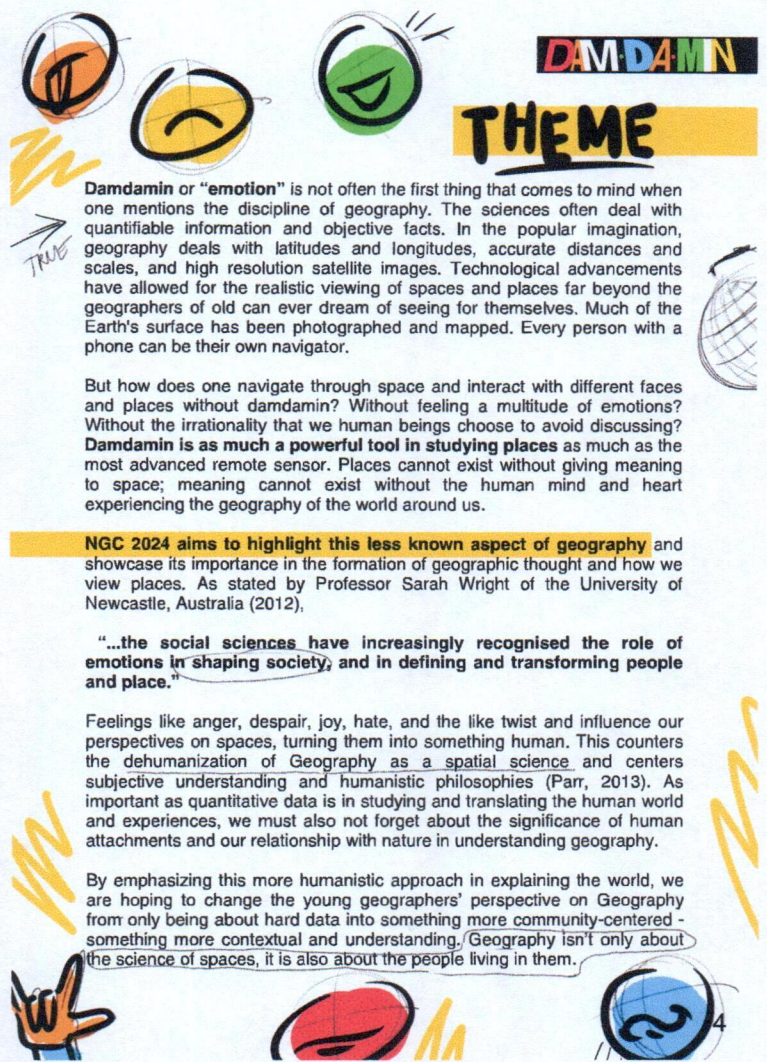 DAM·DA·MIN
THEME
Damdamin or “emotion” is not often the first thing that comes to mind when
one mentions the discipline of geography. The sciences often deal with
quantifiable information and objective facts. In the popular imagination,
geography deals with latitudes and longitudes, accurate distances and
TRUE
scales, and high resolution satellite images. Technological advancements
have allowed for the realistic viewing of spaces and places far beyond the
geographers of old can ever dream of seeing for themselves. Much of the
Earth's surface has been photographed and mapped. Every person with a
phone can be their own navigator.
But how does one navigate through space and interact with different faces
and places without damdamin? Without feeling a multitude of emotions?
Without the irrationality that we human beings choose to avoid discussing?
Damdamin is as much a powerful tool in studying places as much as the
most advanced remote sensor. Places cannot exist without giving meaning
to space; meaning cannot exist without the human mind and heart
experiencing the geography of the world around us.
NGC 2024 aims to highlight this less known aspect of geography and
showcase its importance in the formation of geographic thought and how we
view places. As stated by Professor Sarah Wright of the University of
Newcastle, Australia (2012),
“...the social sciences have increasingly recognised the role of
emotions in shaping society, and in defining and transforming people
and place.”
Feelings like anger, despair, joy, hate, and the like twist and influence our
perspectives on spaces, turning them into something human. This counters
the dehumanization of Geography as a spatial science and centers
subjective understanding and humanistic philosophies (Parr, 2013). As
important as quantitative data is in studying and translating the human world
and experiences, we must also not forget about the significance of human
attachments and our relationship with nature in understanding geography.
By emphasizing this more humanistic approach in explaining the world, we
are hoping to change the young geographers’ perspective on Geography
from only being about hard data into something more community-centered -
something more contextual and understanding. Geography isn't only about
the science of spaces, it is also about the people living in them.
4